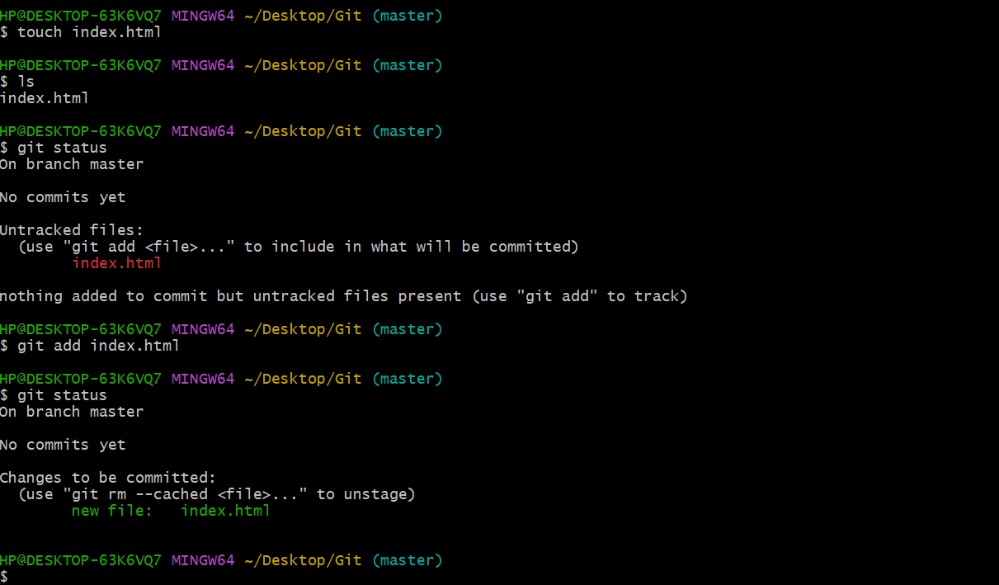 HP@DESKTOP-63K6VQ7 MINGW64 ~/Desktop/Git (master)
$ touch index.html
HP@DESKTOP-63K6VQ7 MINGW64 ~/Desktop/Git (master)
$ ls
index.html
HP@DESKTOP-63K6VQ7 MINGW64 ~/Desktop/Git (master)
$ git status
On branch master
No commits yet
Untracked files:
  (use "git add <file>..." to include in what will be committed)
        index.html
nothing added to commit but untracked files present (use "git add" to track)
HP@DESKTOP-63K6VQ7 MINGW64 ~/Desktop/Git (master)
$ git add index.html
HP@DESKTOP-63K6VQ7 MINGW64 ~/Desktop/Git (master)
$ git status
On branch master
No commits yet
Changes to be committed:
  (use "git rm --cached <file>..." to unstage)
        new file:   index.html
HP@DESKTOP-63K6VQ7 MINGW64 ~/Desktop/Git (master)
$